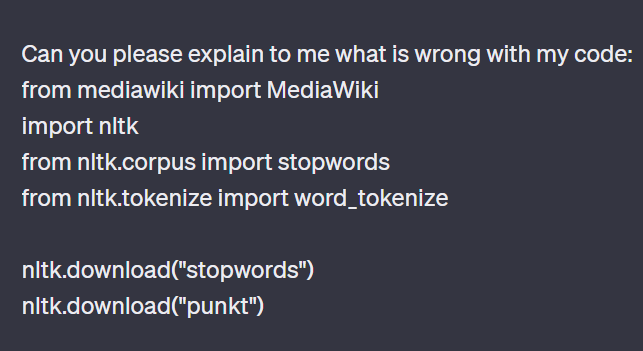 Can you please explain to me what is wrong with my code:
from mediawiki import MediaWiki
import nltk
from nltk.corpus import stopwords
from nltk.tokenize import word_tokenize
nltk.download("stopwords")
nltk.download("punkt")